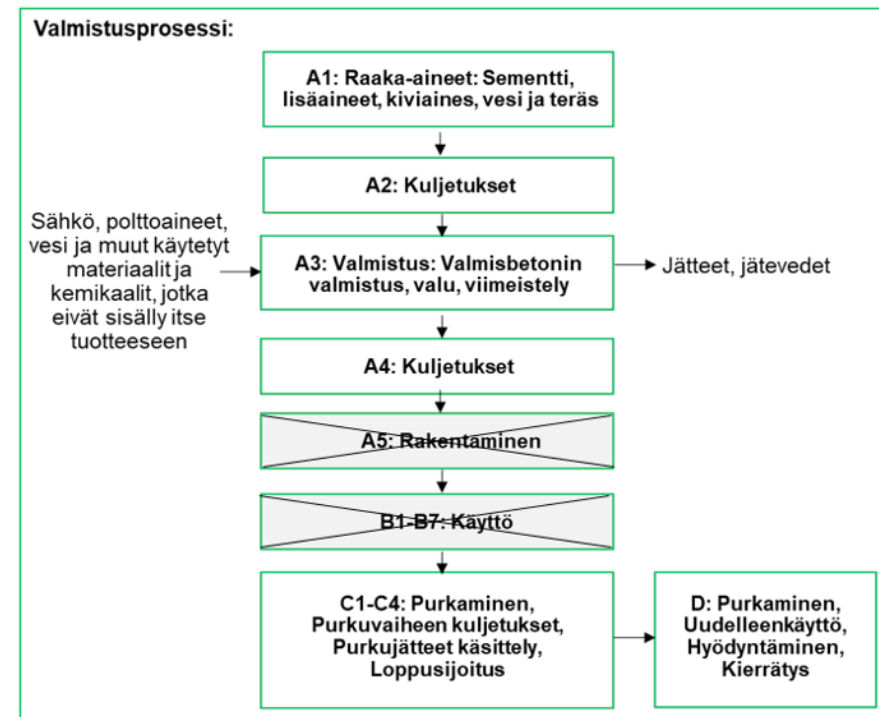 Valmistusprosessi:
A1: Raaka-aineet: Sementti,
lisäaineet, kiviaines, vesi ja teräs
A2: Kuljetukset
Sähkö, polttoaineet,
vesi ja muut käytetyt
materiaalit ja
kemikaalit, jotka
eivät sisälly itse
tuotteeseen
A3: Valmistus: Valmisbetonin
valmistus, valu, viimeistely
Jätteet, jätevedet
A4: Kuljetukset
A5: Rakentaminen
B1-B7: Käyttö
C1-C4: Purkaminen,
Purkuvaiheen kuljetukset,
Purkujätteet käsittely,
Loppusijoitus
D: Purkaminen,
Uudelleenkäyttö,
Hyödyntäminen,
Kierrätys